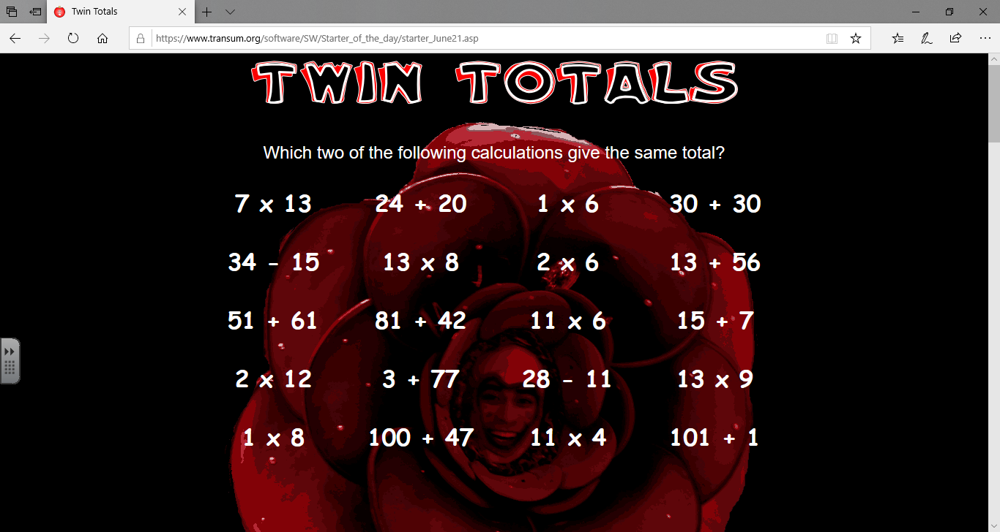 Twin Totals
https://www.transum.org/software/SW/Starter_of_the_day/starter_June21.asp
TWIN TOTALS
Which two of the following calculations give the same total?
7 x 13 24 + 20 1 x 6 30 + 30
34 - 15 13 x 8 2 x 6 13 + 56
51 + 61 81 + 42 11 x 6 15 + 7
2 x 12 3 + 77 28 - 11 13 x 9
1 x 8 100 + 47 11 x 4 101 + 1